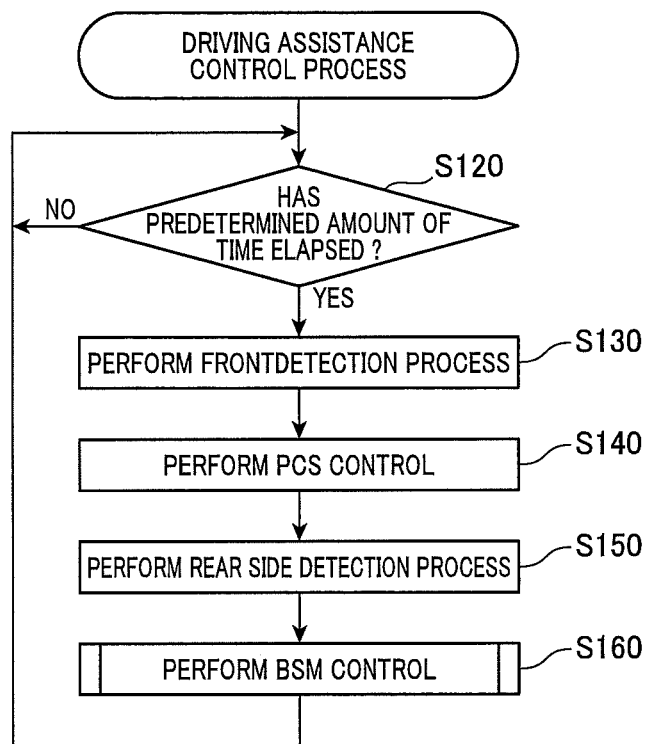 DRIVING ASSISTANCE
CONTROL PROCESS
S120
HAS
PREDETERMINED AMOUNT OF
TIME ELAPSED ?
NO
YES
PERFORM FRONTDETECTION PROCESS
S130
PERFORM PCS CONTROL
S140
PERFORM REAR SIDE DETECTION PROCESS
S150
PERFORM BSM CONTROL
S160